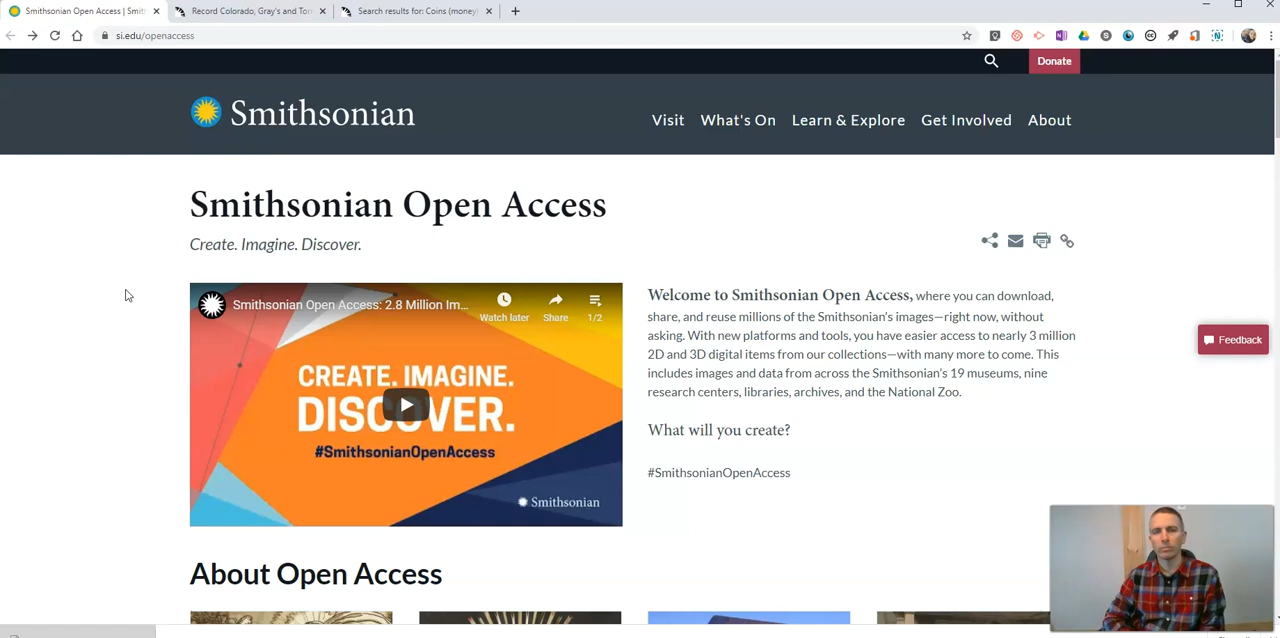 Smithsonian Open Access | Smit
Record Colorado, Gray's and Tor
Search results for: Coins (money)
si.edu/openaccess
Donate
Smithsonian
Visit
What's On
Learn & Explore
Get Involved
About
Smithsonian Open Access
Create. Imagine. Discover.
Smithsonian Open Access: 2.8 Million Im...
Watch later
Share
1/2
CREATE. IMAGINE.
DISCOVER.
#SmithsonianOpenAccess
Smithsonian
Welcome to Smithsonian Open Access, where you can download,
share, and reuse millions of the Smithsonian's images—right now, without
asking. With new platforms and tools, you have easier access to nearly 3 million
2D and 3D digital items from our collections—with many more to come. This
includes images and data from across the Smithsonian's 19 museums, nine
research centers, libraries, archives, and the National Zoo.
What will you create?
#SmithsonianOpenAccess
Feedback
About Open Access